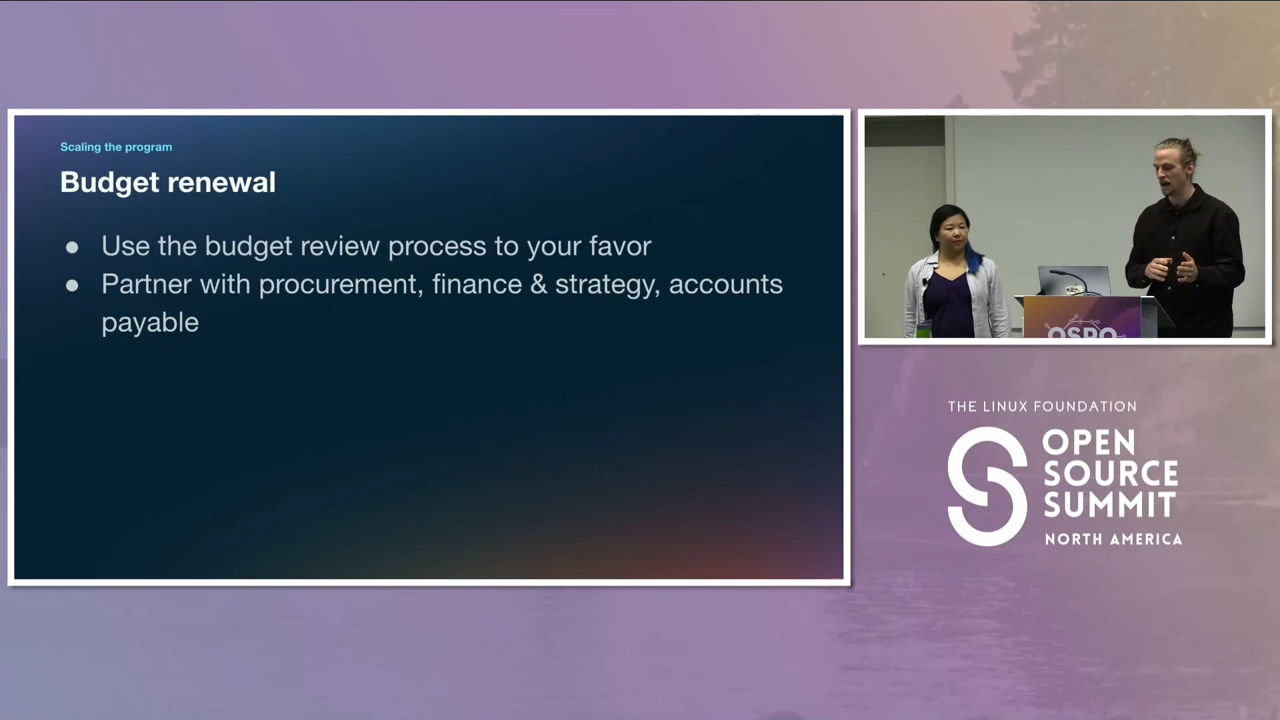 Scaling the program
Budget renewal
● Use the budget review process to your favor
● Partner with procurement, finance & strategy, accounts
payable
OSPO
THE LINUX FOUNDATION
OPEN
SOURCE
SUMMIT
NORTH AMERICA